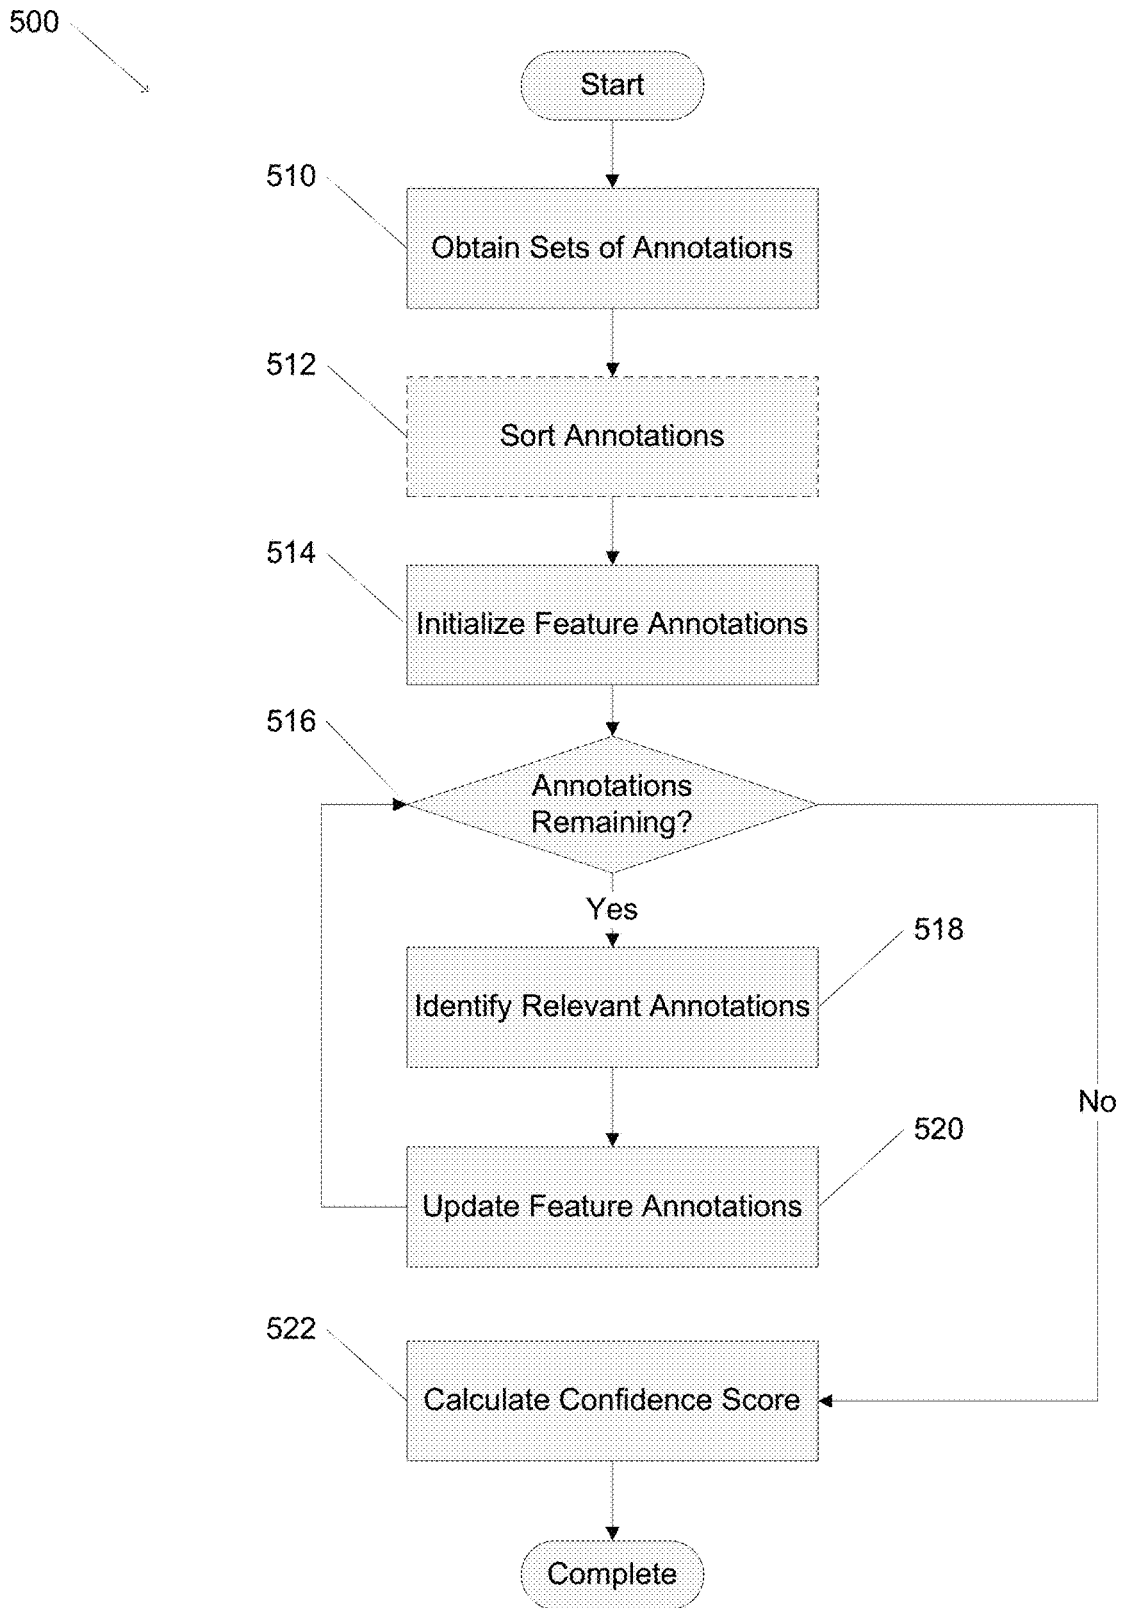 500
Start
510
Obtain Sets of Annotations
512
Sort Annotations
514
Initialize Feature Annotations
516
Annotations
Remaining?
Yes
518
Identify Relevant Annotations
No
520
Update Feature Annotations
522
Calculate Confidence Score
Complete